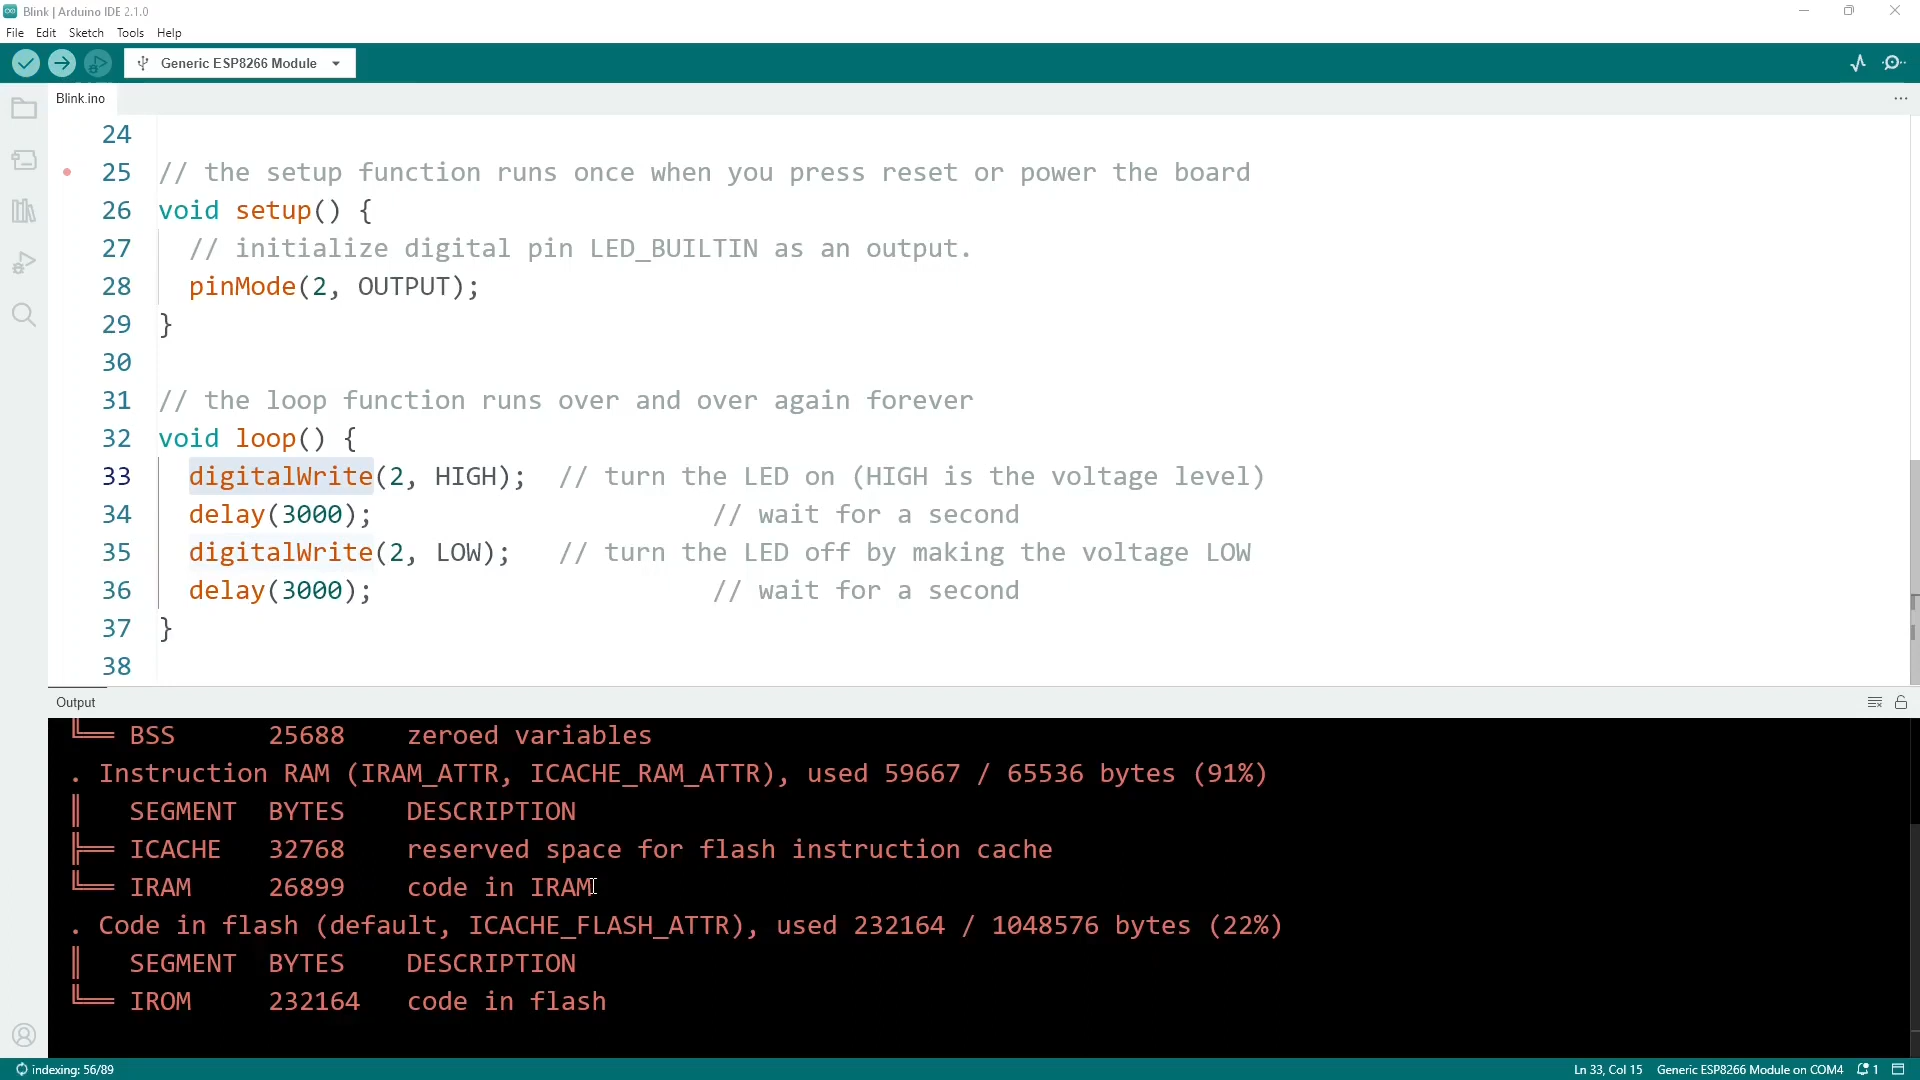 Blink | Arduino IDE 2.1.0
File Edit Sketch Tools Help
Generic ESP8266 Module
Blink.ino
24
25 // the setup function runs once when you press reset or power the board
26 void setup() {
27 // initialize digital pin LED_BUILTIN as an output.
28 pinMode(2, OUTPUT);
29 }
30
31 // the loop function runs over and over again forever
32 void loop() {
33 digitalWrite(2, HIGH); // turn the LED on (HIGH is the voltage level)
34 delay(3000); // wait for a second
35 digitalWrite(2, LOW); // turn the LED off by making the voltage LOW
36 delay(3000); // wait for a second
37 }
38
Output
╚══ BSS 25688 zeroed variables
. Instruction RAM (IRAM_ATTR, ICACHE_RAM_ATTR), used 59667 / 65536 bytes (91%)
║ SEGMENT BYTES DESCRIPTION
╠══ ICACHE 32768 reserved space for flash instruction cache
╚══ IRAM 26899 code in IRAM
. Code in flash (default, ICACHE_FLASH_ATTR), used 232164 / 1048576 bytes (22%)
║ SEGMENT BYTES DESCRIPTION
╚══ IROM 232164 code in flash
indexing: 56/89 Ln 33, Col 15 Generic ESP8266 Module on COM4 1